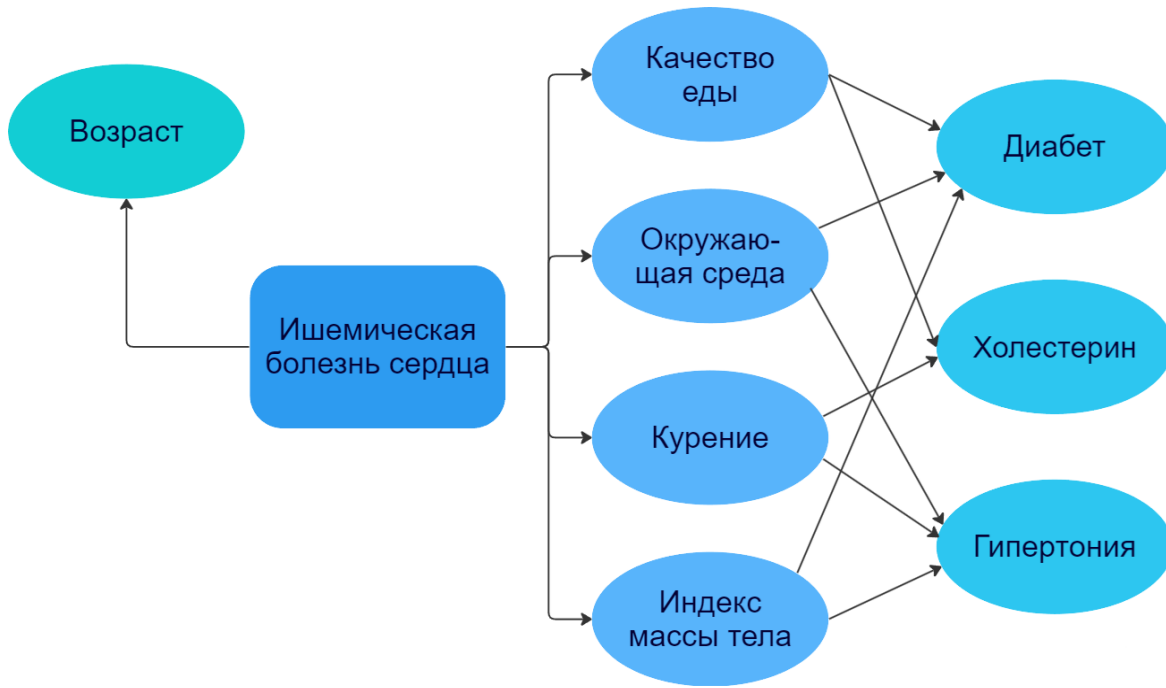 Возраст
Ишемическая
болезнь сердца
Качество
еды
Окружаю-
щая среда
Курение
Индекс
массы тела
Диабет
Холестерин
Гипертония